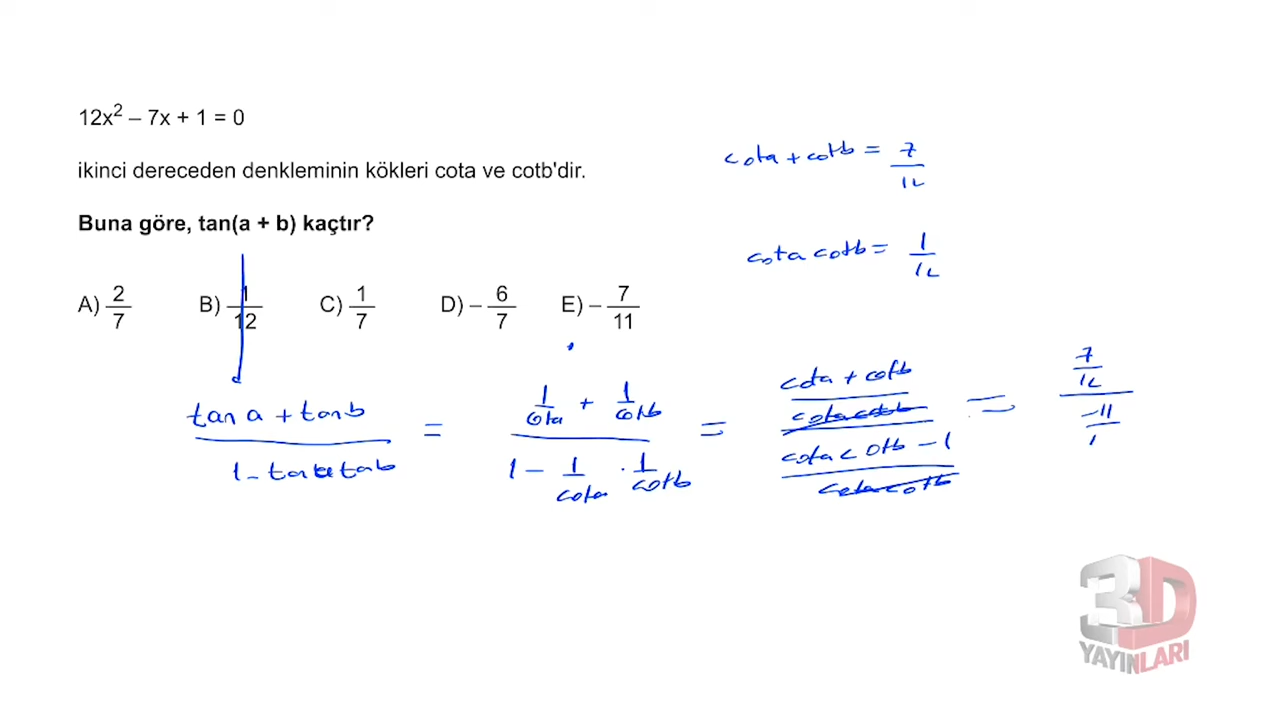 12x² – 7x + 1 = 0
ikinci dereceden denkleminin kökleri cota ve cotb'dir.
Buna göre, tan(a + b) kaçtır?
A) 2/7 B) 1/12 C) 1/7 D) – 6/7 E) – 7/11
cota + cotb = 7/12
cota cotb = 1/12
tan a + tan b / 1 - tana tab = 1/cota + 1/cotb / 1 - 1/cota . 1/cotb = cota + cotb / cota cotb / cota cotb - 1 / cota cotb = 7/12 / -11/1
3D
YAYINLARI